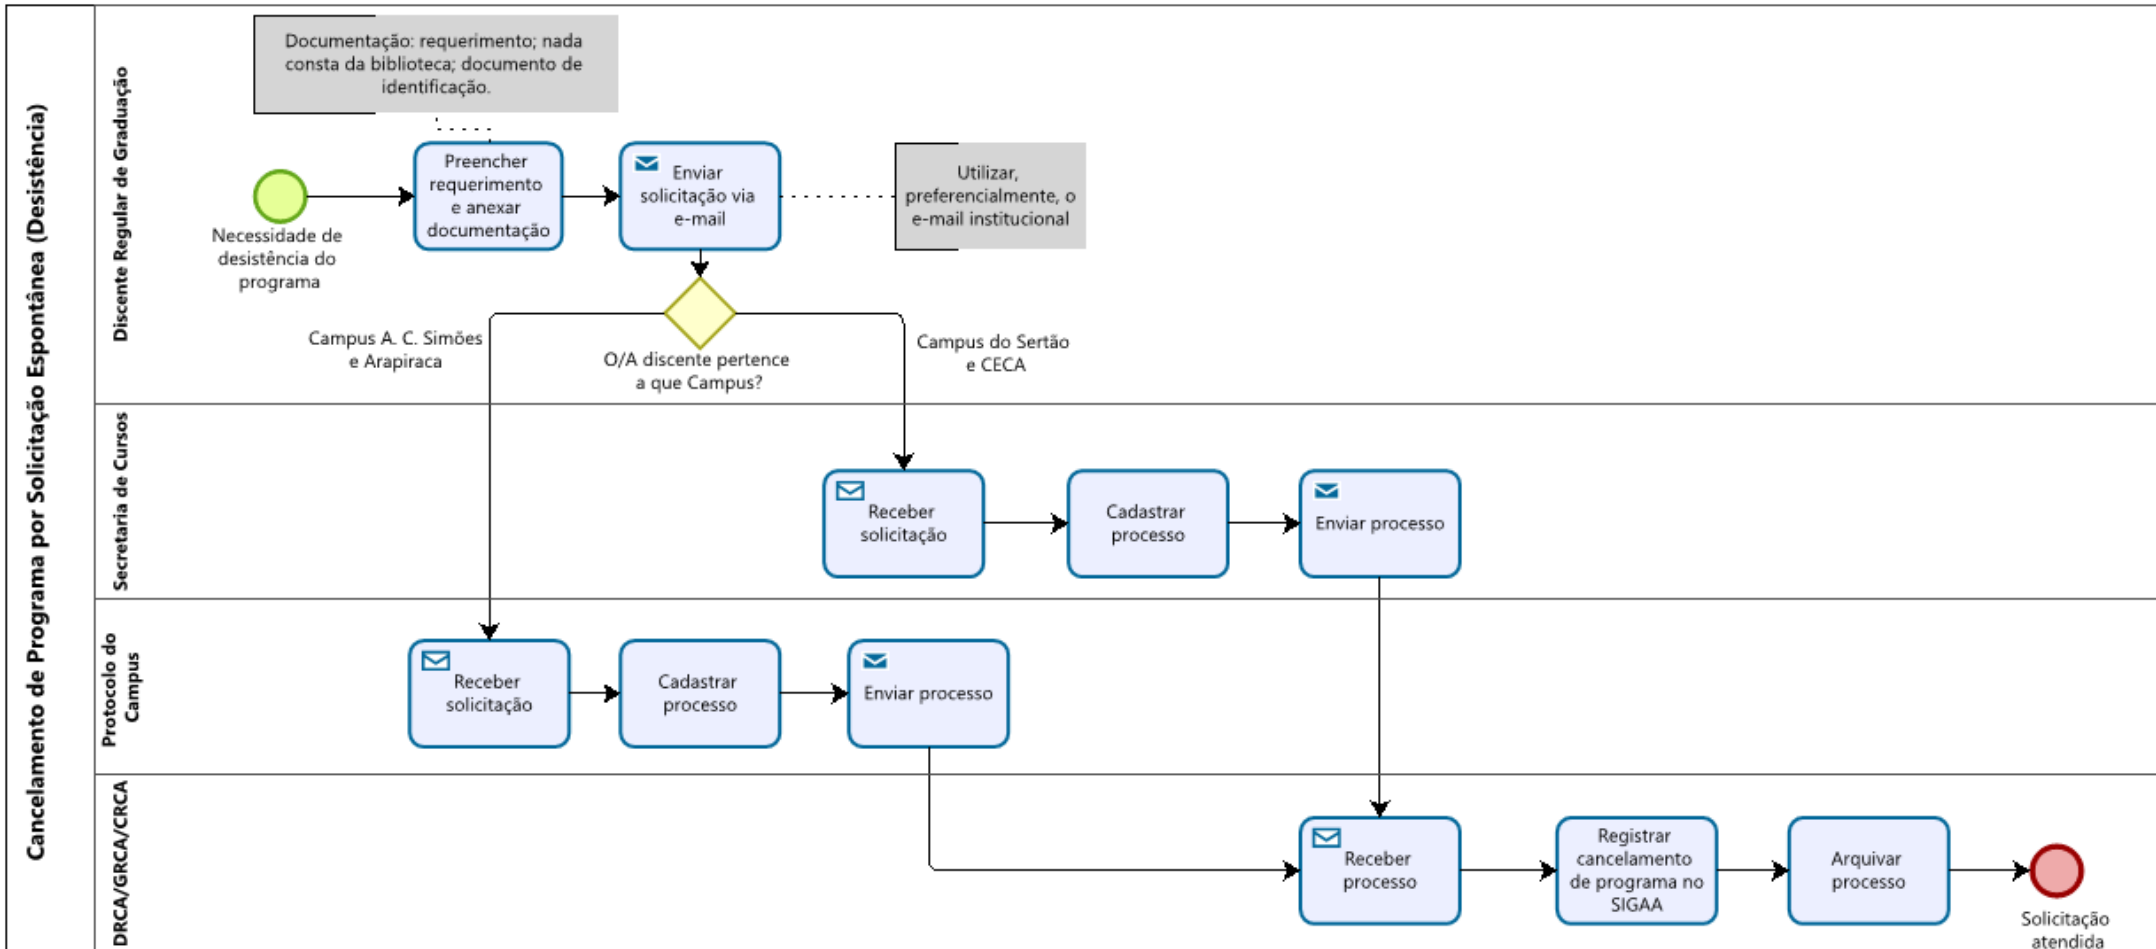 Cancelamento de Programa por Solicitação Espontânea (Desistência)
Discente Regular de Graduação
Documentação: requerimento; nada
consta da biblioteca; documento de
identificação.
Necessidade de
desistência do
programa
Preencher
requerimento
e anexar
documentação
Enviar
solicitação via
e-mail
Utilizar,
preferencialmente, o
e-mail institucional
Campus A. C. Simões
e Arapiraca
O/A discente pertence
a que Campus?
Campus do Sertão
e CECA
Secretaria de Cursos
Receber
solicitação
Cadastrar
processo
Enviar processo
Protocolo do
Campus
Receber
solicitação
Cadastrar
processo
Enviar processo
DRCA/GRCA/CRCA
Receber
processo
Registrar
cancelamento
de programa no
SIGAA
Arquivar
processo
Solicitação
atendida